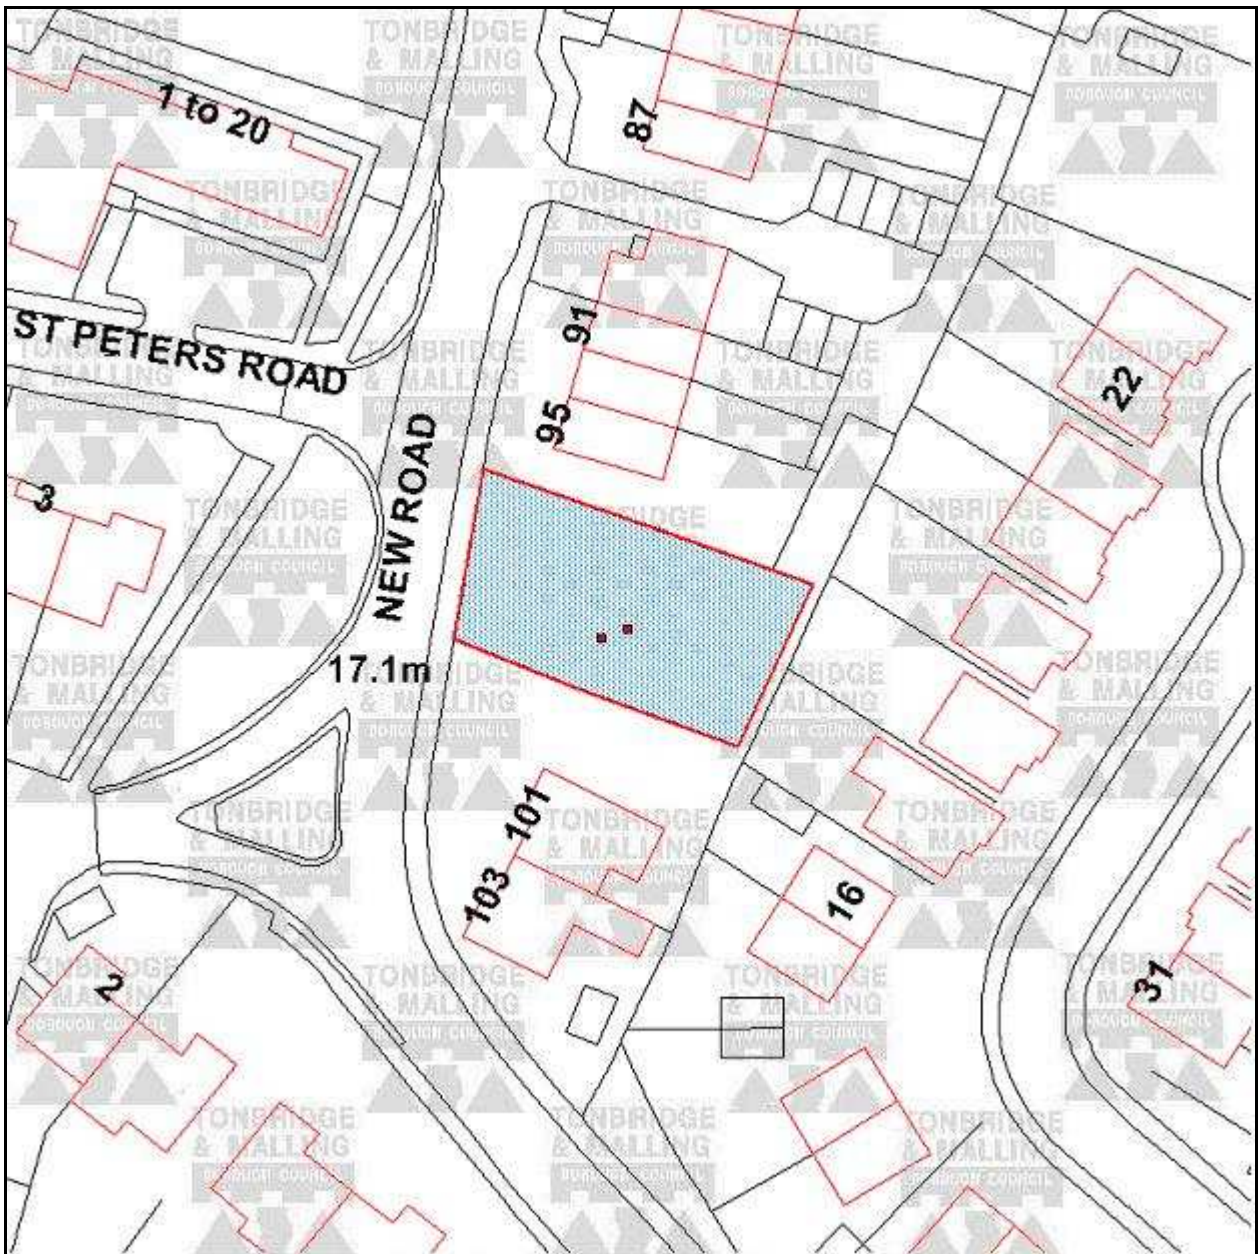 TONBRIDGE
& MALLING
BOROUGH COUNCIL
1 to 20
87
ST PETERS ROAD
91
22
95
NEW ROAD
3
17.1m
101
103
16
2
31